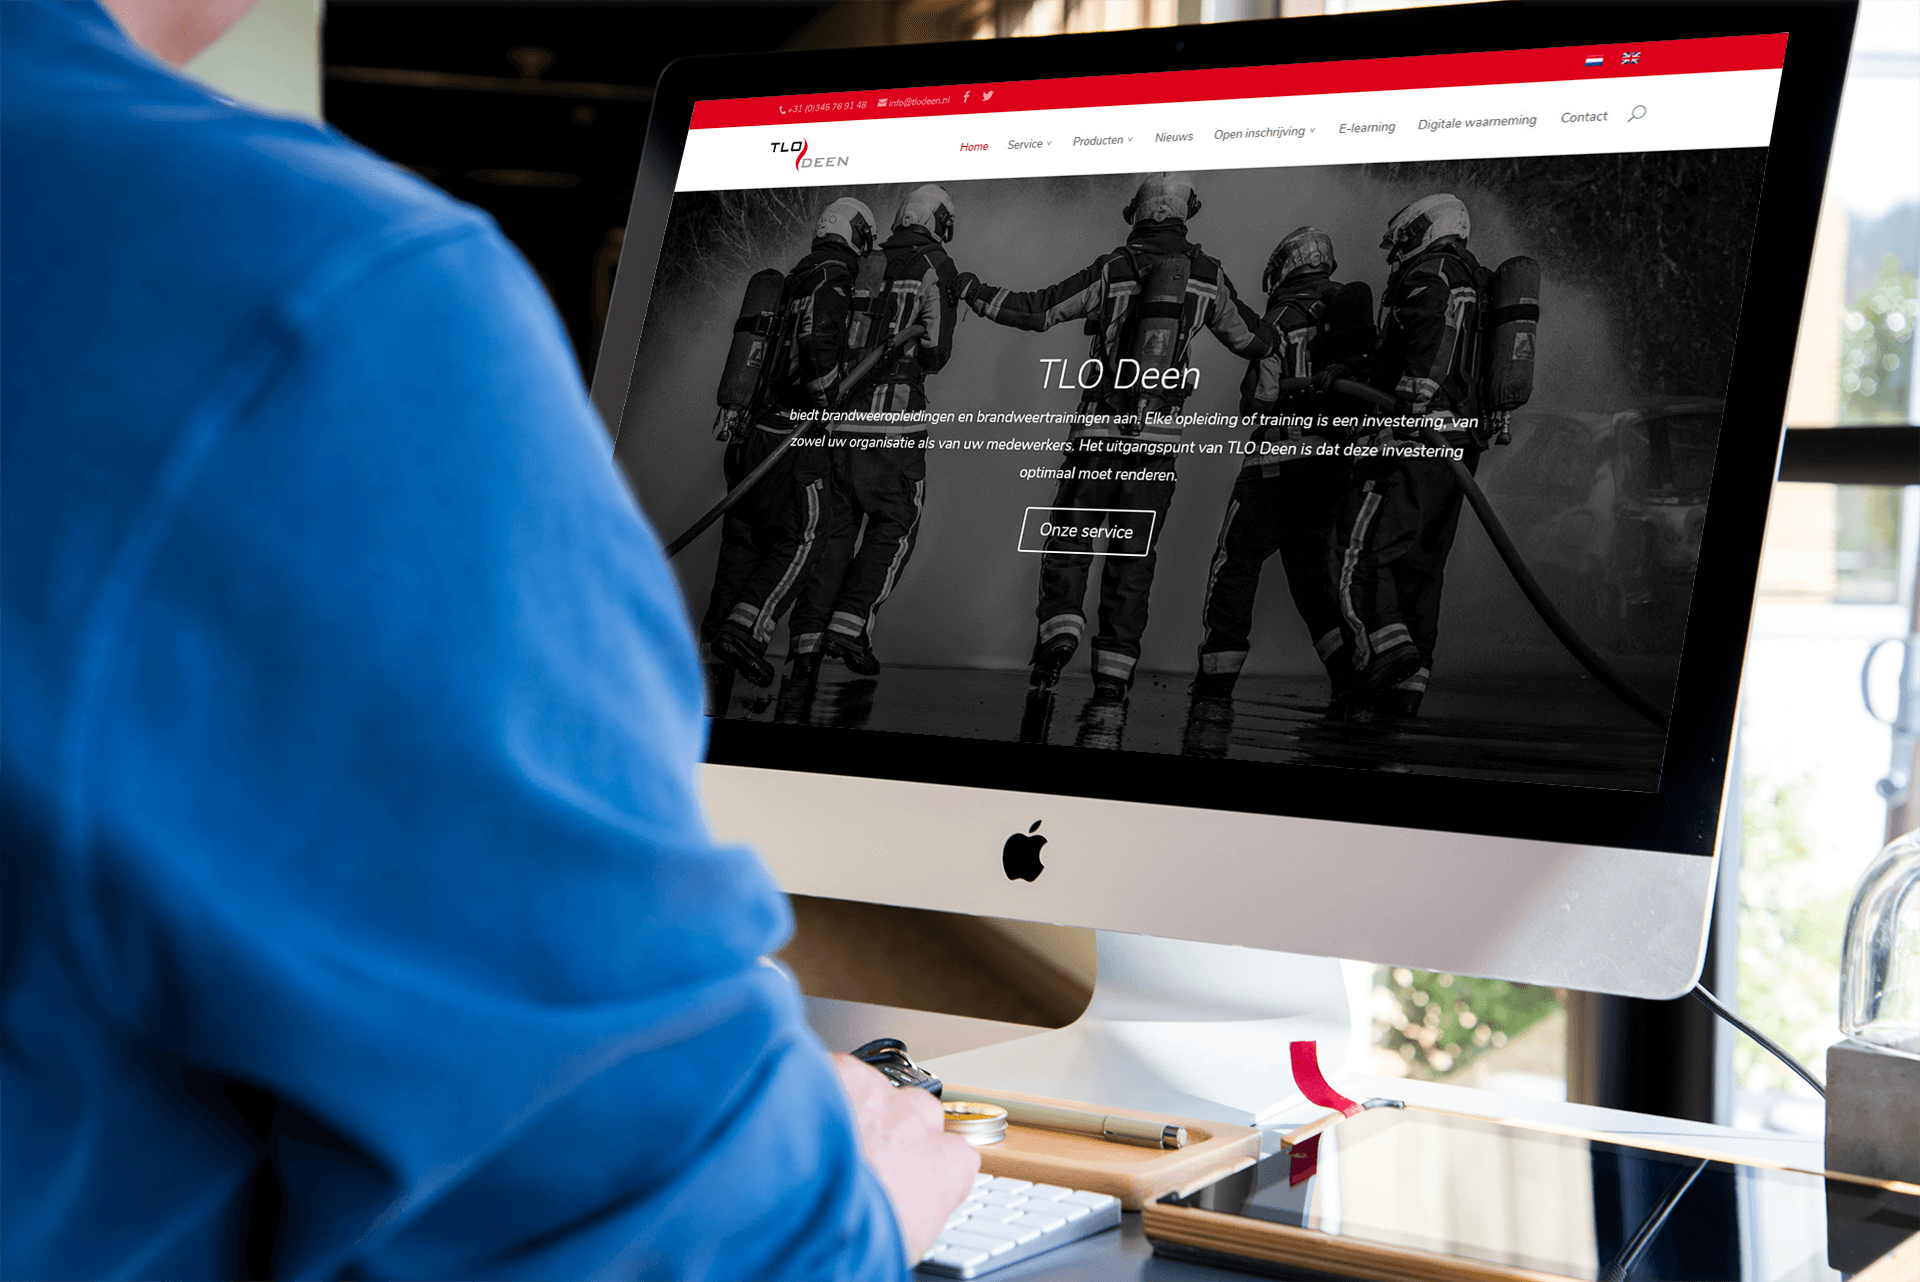 +31 (0)345 76 91 48 info@tlodeen.nl
TLO DEEN
Home Service Producten Nieuws Open inschrijving E-learning Digitale waarneming Contact
TLO Deen
biedt brandweeropleidingen en brandweertrainingen aan. Elke opleiding of training is een investering, van
zowel uw organisatie als van uw medewerkers. Het uitgangspunt van TLO Deen is dat deze investering
optimaal moet renderen.
Onze service